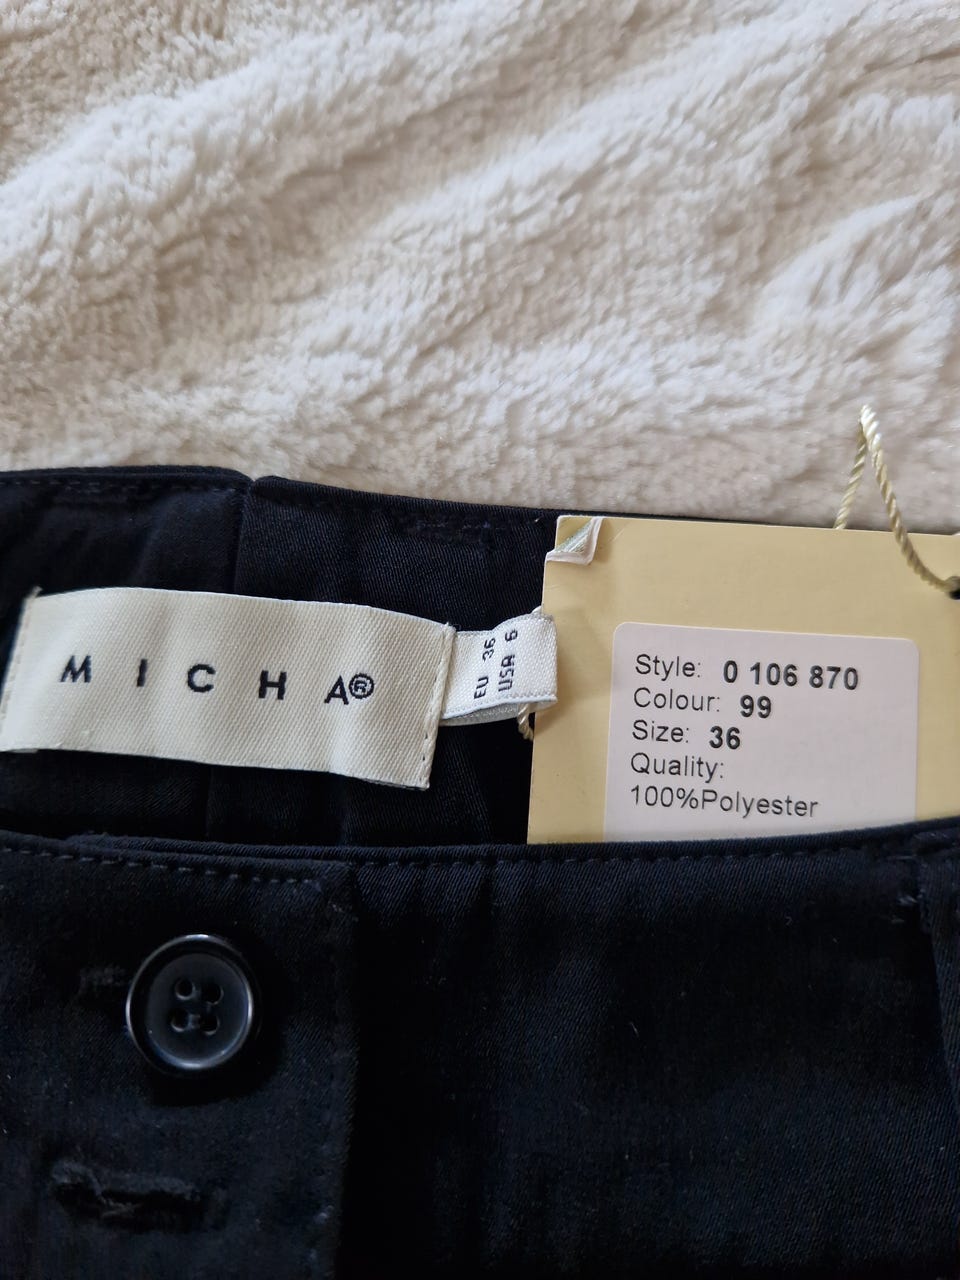 MICHA®
EU 36
USA 6
Style: 0 106 870
Colour: 99
Size: 36
Quality:
100%Polyester